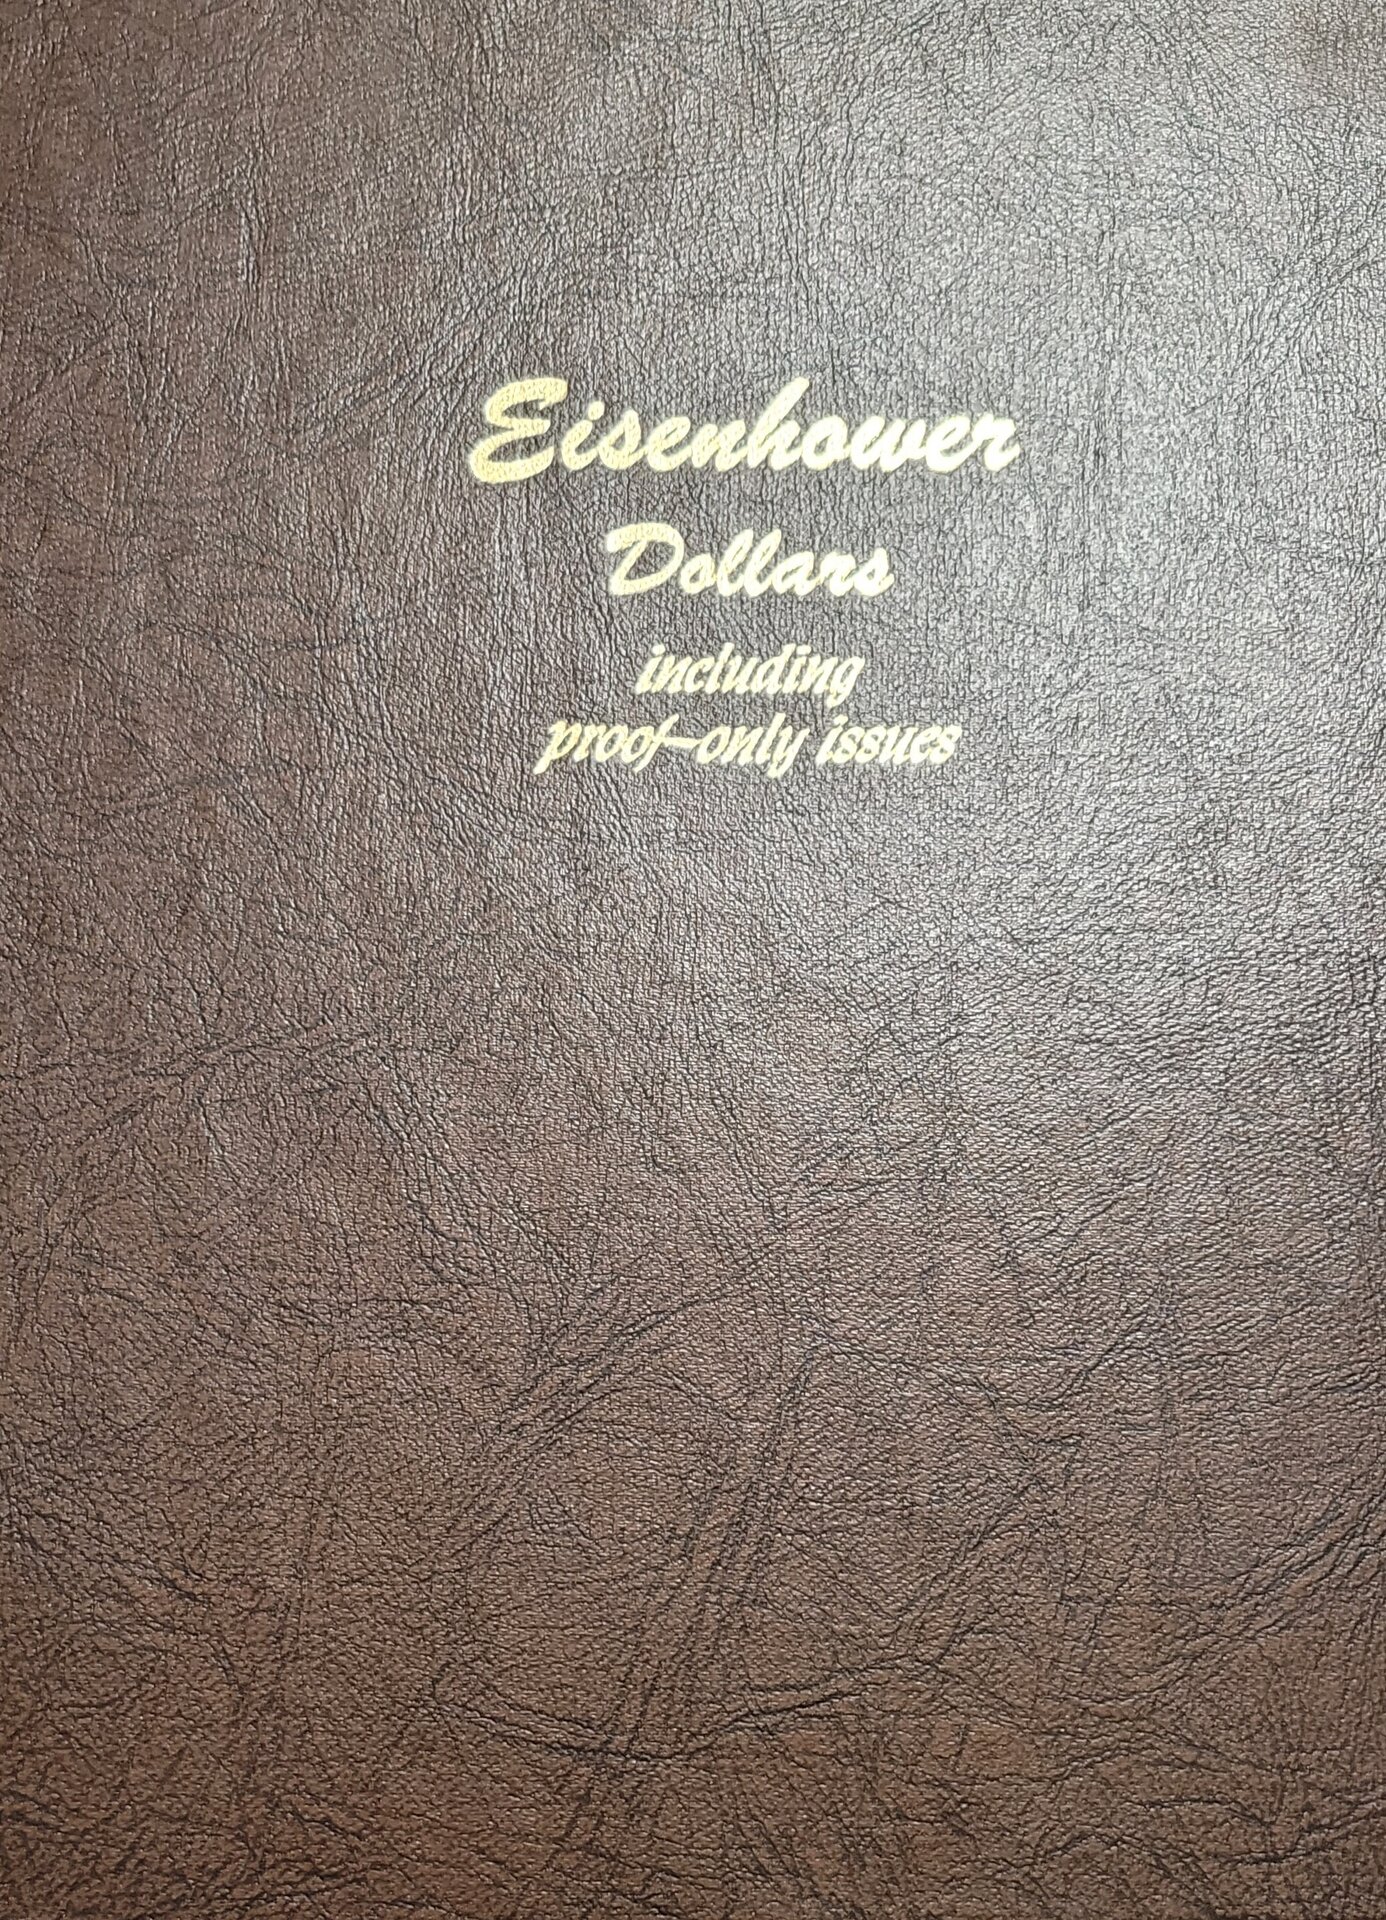 Eisenhower
Dollars
including
proof-only issues